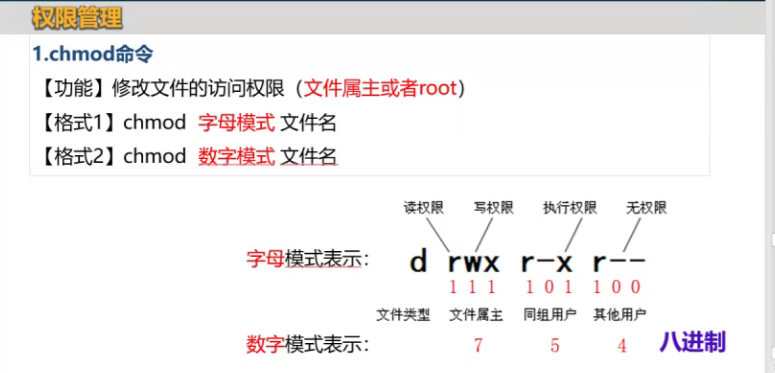 权限管理
1.chmod命令
【功能】修改文件的访问权限（文件属主或者root）
【格式1】chmod 字母模式 文件名
【格式2】chmod 数字模式 文件名
读权限 写权限 执行权限 无权限
字母模式表示: d rwx r-x r--
1 1 1 1 0 1 1 0 0
文件类型 文件属主 同组用户 其他用户
数字模式表示: 7 5 4 八进制